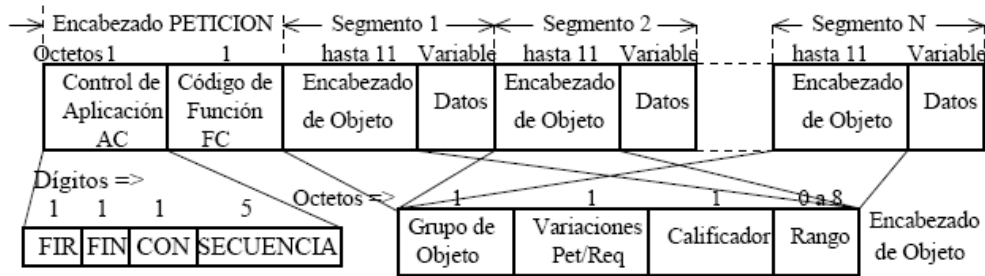 Encabezado PETICION Segmento 1 Segmento 2 Segmento N
Octetos 1 1 hasta 11 Variable hasta 11 Variable hasta 11 Variable
Control de Aplicación AC
Código de Función FC
Encabezado de Objeto
Datos
Encabezado de Objeto
Datos
Encabezado de Objeto
Datos
Dígitos =>
1 1 1 5
FIR FIN CON SECUENCIA
Octetos => 1 1 1 0 a 8
Grupo de Objeto
Variaciones Pet/Req
Calificador
Rango
Encabezado de Objeto